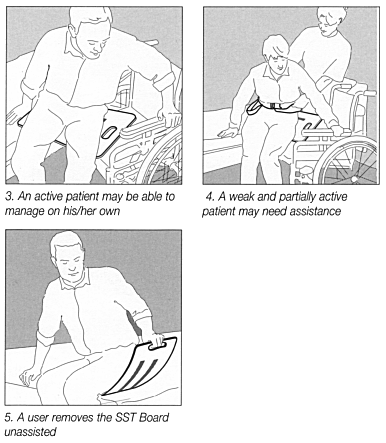 3. An active patient may be able to
manage on his/her own
4. A weak and partially active
patient may need assistance
5. A user removes the SST Board
unassisted